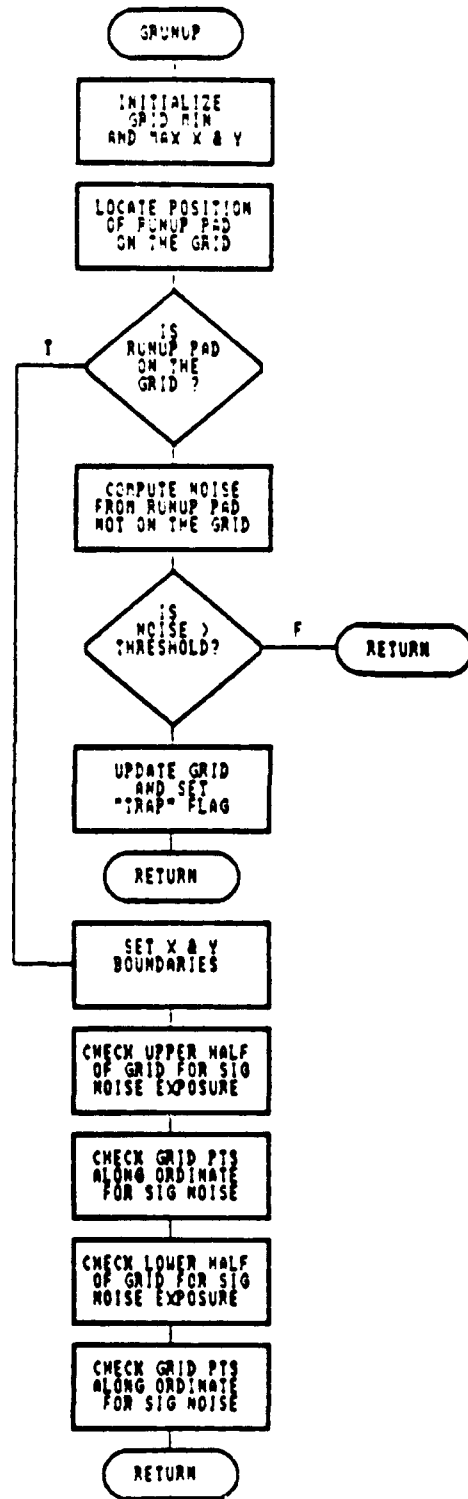 GRUNUP
INITIALIZE
GRID MIN
AND MAX X & Y
LOCATE POSITION
OF RUNUP PAD
ON THE GRID
IS
RUNUP PAD
ON THE
GRID ?
T
COMPUTE NOISE
FROM RUNUP PAD
NOT ON THE GRID
IS
NOISE >
THRESHOLD?
F
RETURN
UPDATE GRID
AND SET
"TRAP" FLAG
RETURN
SET X & Y
BOUNDARIES
CHECK UPPER HALF
OF GRID FOR SIG
NOISE EXPOSURE
CHECK GRID PTS
ALONG ORDINATE
FOR SIG NOISE
CHECK LOWER HALF
OF GRID FOR SIG
NOISE EXPOSURE
CHECK GRID PTS
ALONG ORDINATE
FOR SIG NOISE
RETURN